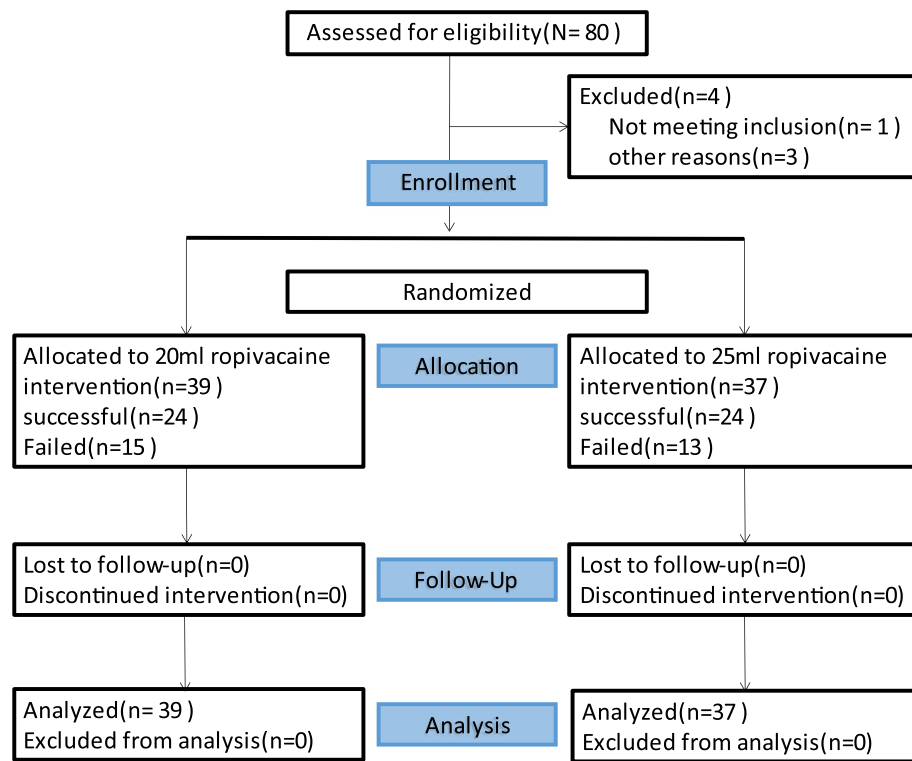 Assessed for eligibility(N= 80 )
Excluded(n=4 )
Not meeting inclusion(n= 1 )
other reasons(n=3 )
Enrollment
Randomized
Allocated to 20ml ropivacaine
intervention(n=39 )
successful(n=24 )
Failed(n=15 )
Allocation
Allocated to 25ml ropivacaine
intervention(n=37 )
successful(n=24 )
Failed(n=13 )
Lost to follow-up(n=0)
Discontinued intervention(n=0)
Follow-Up
Lost to follow-up(n=0)
Discontinued intervention(n=0)
Analyzed(n= 39 )
Excluded from analysis(n=0)
Analysis
Analyzed(n=37 )
Excluded from analysis(n=0)